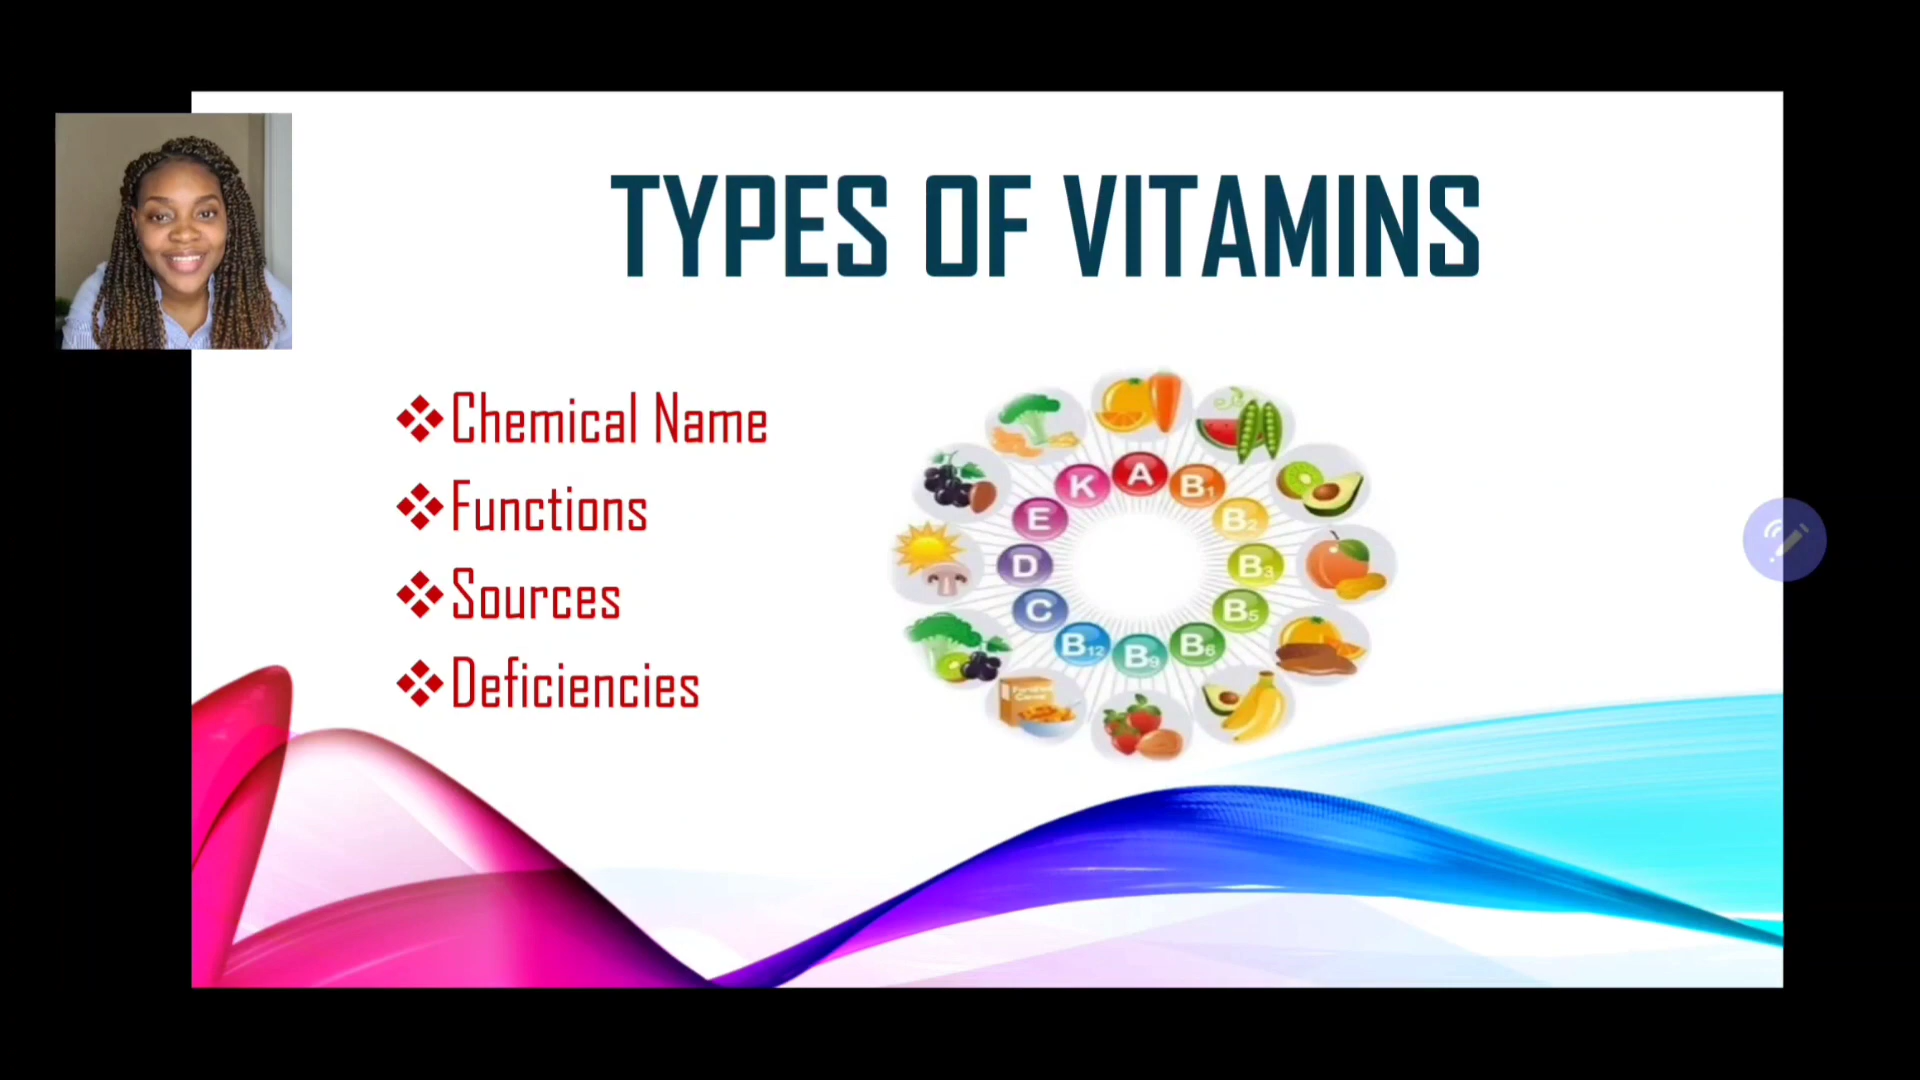 TYPES OF VITAMINS
❖Chemical Name
❖Functions
❖Sources
❖Deficiencies
A
B1
B2
B3
B5
B6
B9
B12
C
D
E
K